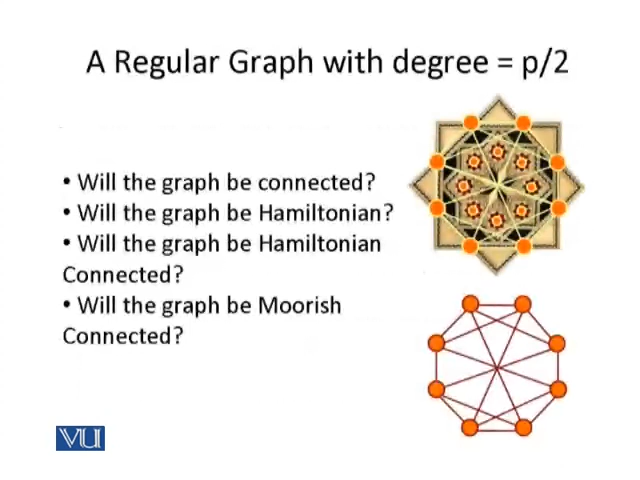 A Regular Graph with degree = p/2
• Will the graph be connected?
• Will the graph be Hamiltonian?
• Will the graph be Hamiltonian
Connected?
• Will the graph be Moorish
Connected?
VU